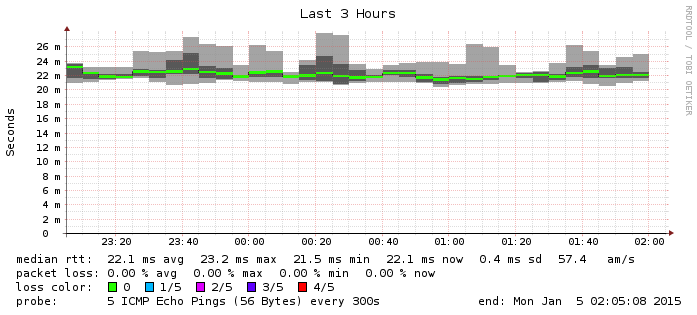 Last 3 Hours
RRDTOOL / TOBI OETIKER
Seconds
26 m
24 m
22 m
20 m
18 m
16 m
14 m
12 m
10 m
8 m
6 m
4 m
2 m
0
23:20 23:40 00:00 00:20 00:40 01:00 01:20 01:40 02:00
median rtt: 22.1 ms avg 23.2 ms max 21.5 ms min 22.1 ms now 0.4 ms sd 57.4 am/s
packet loss: 0.00 % avg 0.00 % max 0.00 % min 0.00 % now
loss color: 0 1/5 2/5 3/5 4/5
probe: 5 ICMP Echo Pings (56 Bytes) every 300s end: Mon Jan 5 02:05:08 2015